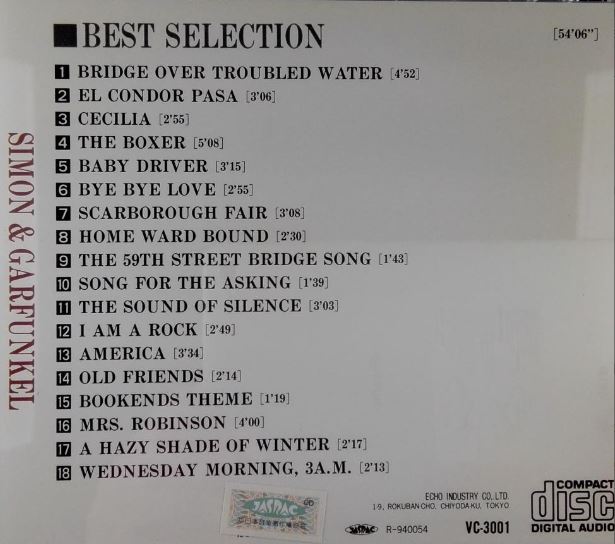 ■BEST SELECTION [54'06"]
1 BRIDGE OVER TROUBLED WATER [4'52]
2 EL CONDOR PASA [3'06]
3 CECILIA [2'55]
4 THE BOXER [5'08]
5 BABY DRIVER [3'15]
6 BYE BYE LOVE [2'55]
7 SCARBOROUGH FAIR [3'08]
8 HOME WARD BOUND [2'30]
9 THE 59TH STREET BRIDGE SONG [1'43]
10 SONG FOR THE ASKING [1'39]
11 THE SOUND OF SILENCE [3'03]
12 I AM A ROCK [2'49]
13 AMERICA [3'34]
14 OLD FRIENDS [2'14]
15 BOOKENDS THEME [1'19]
16 MRS. ROBINSON [4'00]
17 A HAZY SHADE OF WINTER [2'17]
18 WEDNESDAY MORNING, 3A.M. [2'13]
SIMON & GARFUNKEL
JASRAC
ECHO INDUSTRY CO., LTD.
19, ROKUBANCHO, CHIYODAKU, TOKYO
JASRAC R-940054 VC-3001
COMPACT
disc
DIGITAL AUDIO